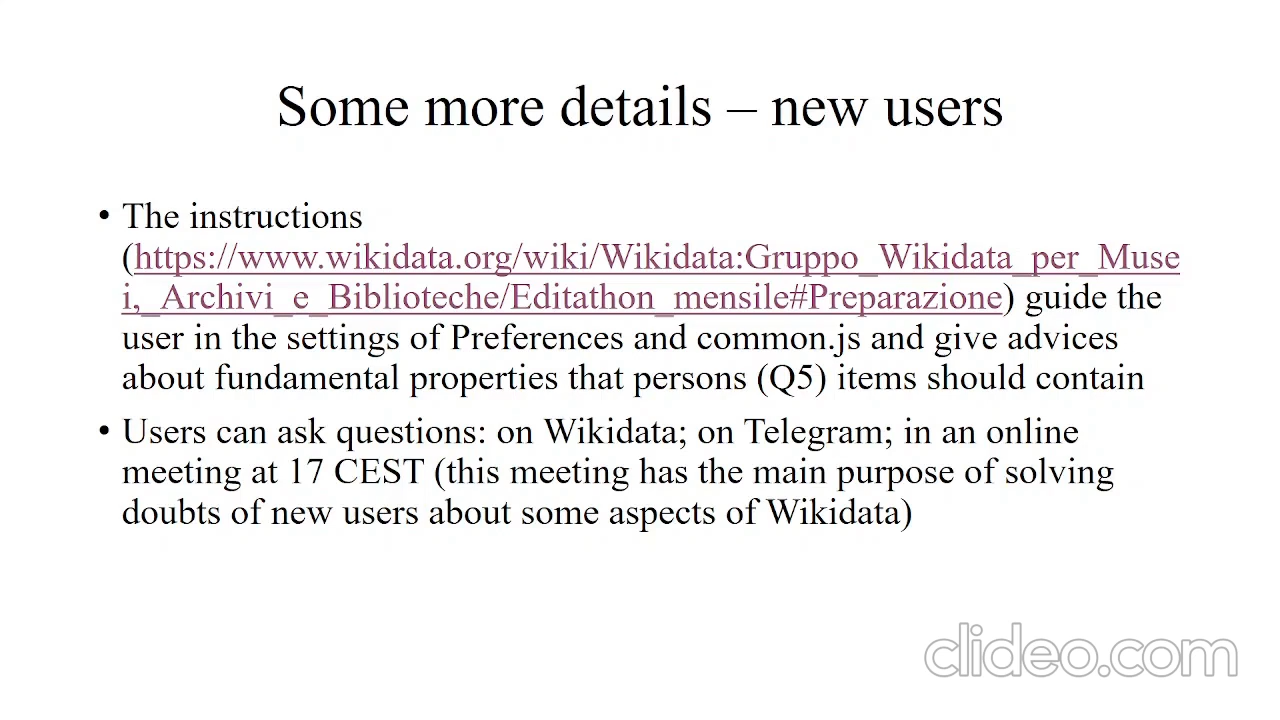 Some more details – new users
• The instructions
(https://www.wikidata.org/wiki/Wikidata:Gruppo_Wikidata_per_Muse
i,_Archivi_e_Biblioteche/Editathon_mensile#Preparazione) guide the
user in the settings of Preferences and common.js and give advices
about fundamental properties that persons (Q5) items should contain
• Users can ask questions: on Wikidata; on Telegram; in an online
meeting at 17 CEST (this meeting has the main purpose of solving
doubts of new users about some aspects of Wikidata)
clideo.com